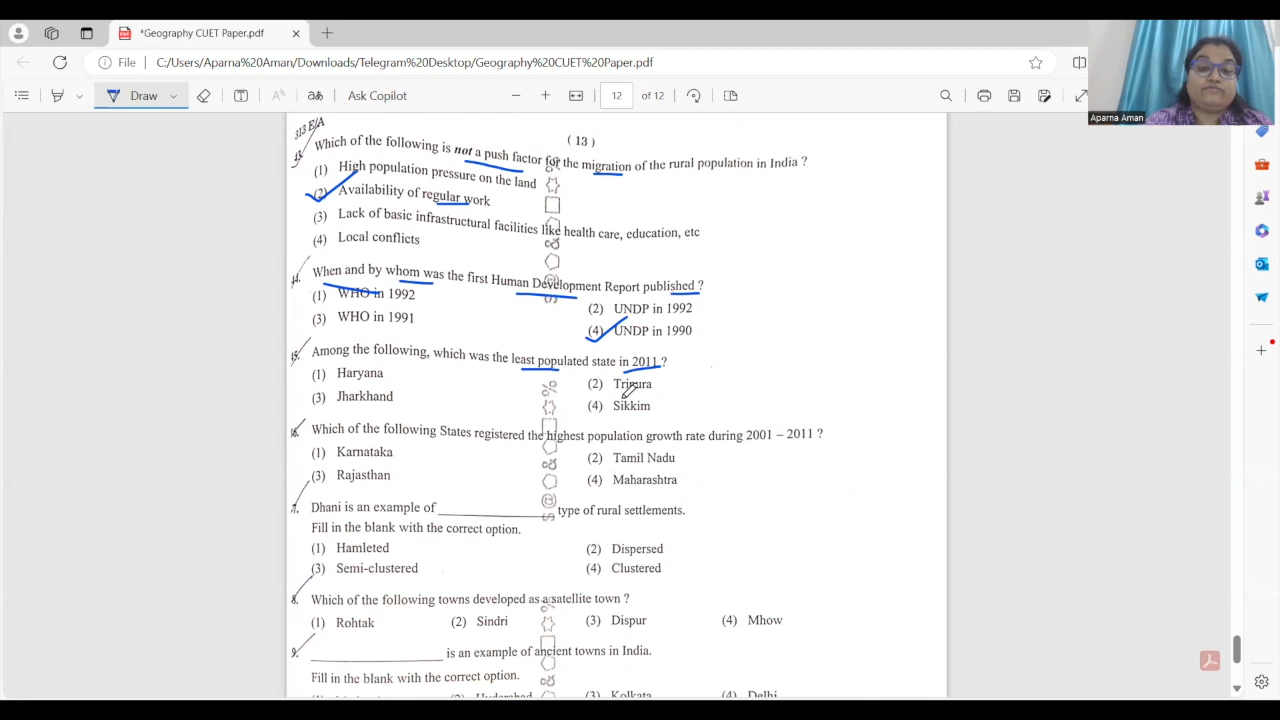 *Geography CUET Paper.pdf
File C:/Users/Aparna%20Aman/Downloads/Telegram%20Desktop/Geography%20CUET%20Paper.pdf
Draw
Ask Copilot
12 of 12
Aparna Aman
313 E/A
( 13 )
Which of the following is not a push factor for the migration of the rural population in India ?
(1) High population pressure on the land
(2) Availability of regular work
(3) Lack of basic infrastructural facilities like health care, education, etc
(4) Local conflicts
When and by whom was the first Human Development Report published ?
(1) WHO in 1992
(2) UNDP in 1992
(3) WHO in 1991
(4) UNDP in 1990
Among the following, which was the least populated state in 2011 ?
(1) Haryana
(2) Tripura
(3) Jharkhand
(4) Sikkim
Which of the following States registered the highest population growth rate during 2001 – 2011 ?
(1) Karnataka
(2) Tamil Nadu
(3) Rajasthan
(4) Maharashtra
7. Dhani is an example of ____________ type of rural settlements.
Fill in the blank with the correct option.
(1) Hamleted
(2) Dispersed
(3) Semi-clustered
(4) Clustered
8. Which of the following towns developed as a satellite town ?
(1) Rohtak (2) Sindri (3) Dispur (4) Mhow
9. ____________ is an example of ancient towns in India.
Fill in the blank with the correct option.
Hyderabad (3) Kolkata (4) Delhi